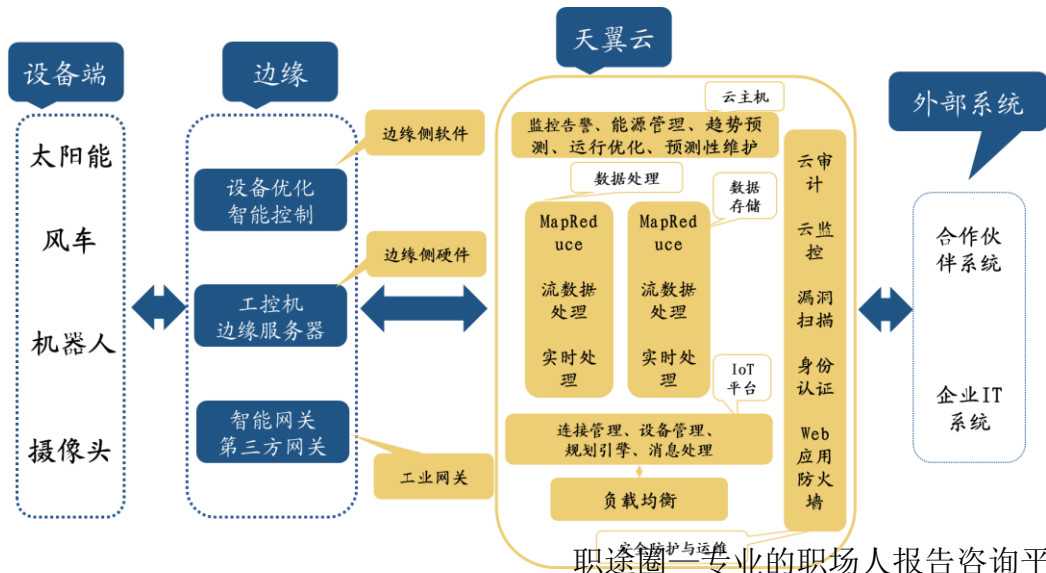 设备端
太阳能
风车
机器人
摄像头
边缘
边缘侧软件
设备优化
智能控制
边缘侧硬件
工控机
边缘服务器
智能网关
第三方网关
工业网关
天翼云
云主机
监控告警、能源管理、趋势预
测、运行优化、预测性维护
数据处理
数据
存储
MapRed
uce
流数据
处理
实时处
理
MapRed
uce
流数据
处理
实时处
理
IoT
平台
连接管理、设备管理、
规划引擎、消息处理
负载均衡
安全防护与运维
云审
计
云监
控
漏洞
扫描
身份
认证
Web
应用
防火
墙
外部系统
合作伙
伴系统
企业IT
系统
职途圈—专业的职场人报告咨询平